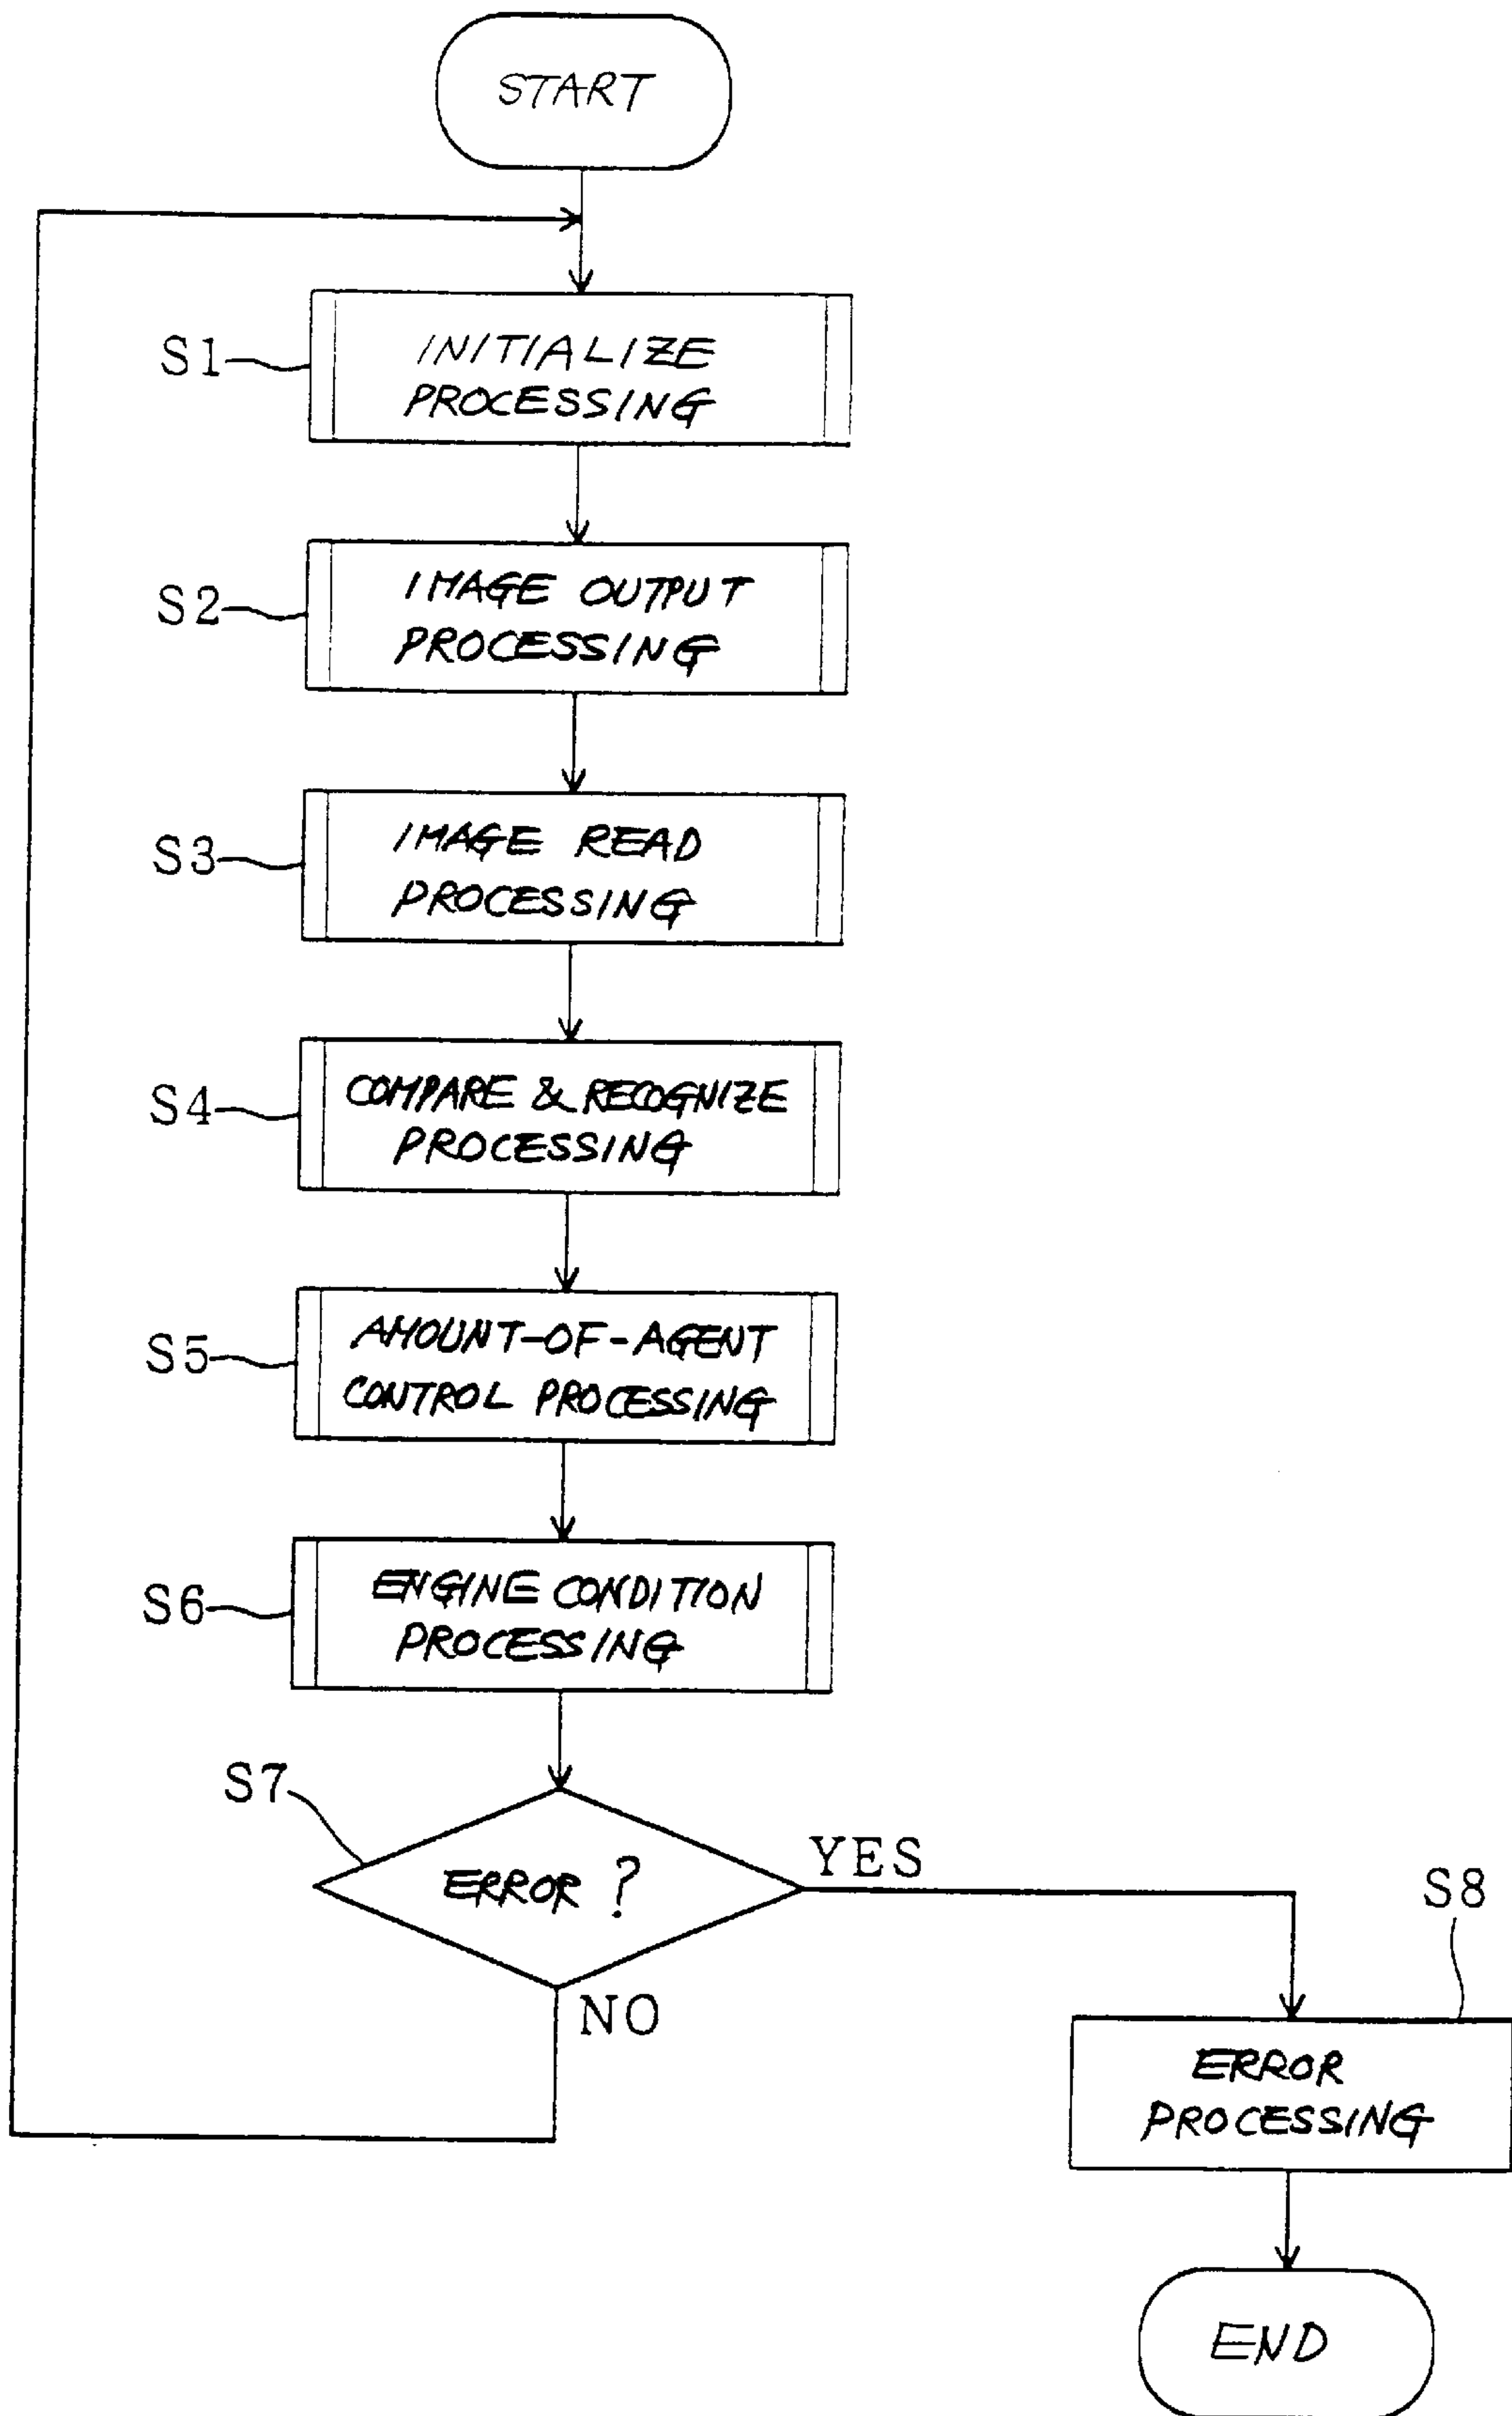 START
S1
INITIALIZE
PROCESSING
S2
IMAGE OUTPUT
PROCESSING
S3
IMAGE READ
PROCESSING
S4
COMPARE & RECOGNIZE
PROCESSING
S5
AMOUNT-OF-AGENT
CONTROL PROCESSING
S6
ENGINE CONDITION
PROCESSING
S7
ERROR ?
YES
NO
S8
ERROR
PROCESSING
END